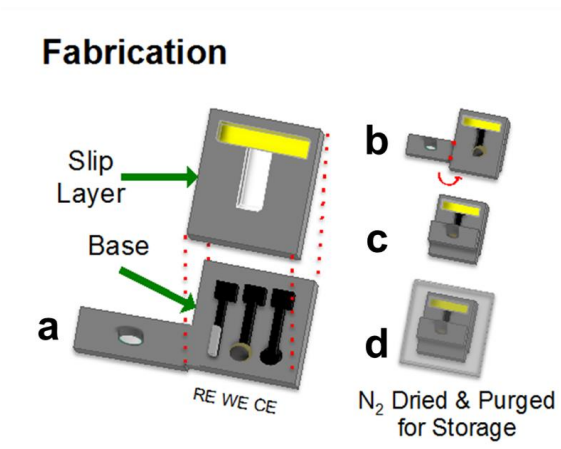 Fabrication
Slip
Layer
Base
a
RE WE CE
b
c
d
N₂ Dried & Purged
for Storage